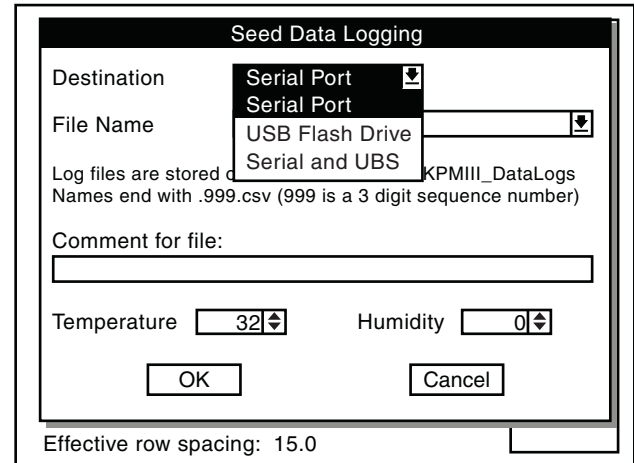 Seed Data Logging
Destination Serial Port
Serial Port
File Name
USB Flash Drive
Serial and UBS
Log files are stored KPMIII_DataLogs
Names end with .999.csv (999 is a 3 digit sequence number)
Comment for file:
Temperature 32 Humidity 0
OK Cancel
Effective row spacing: 15.0